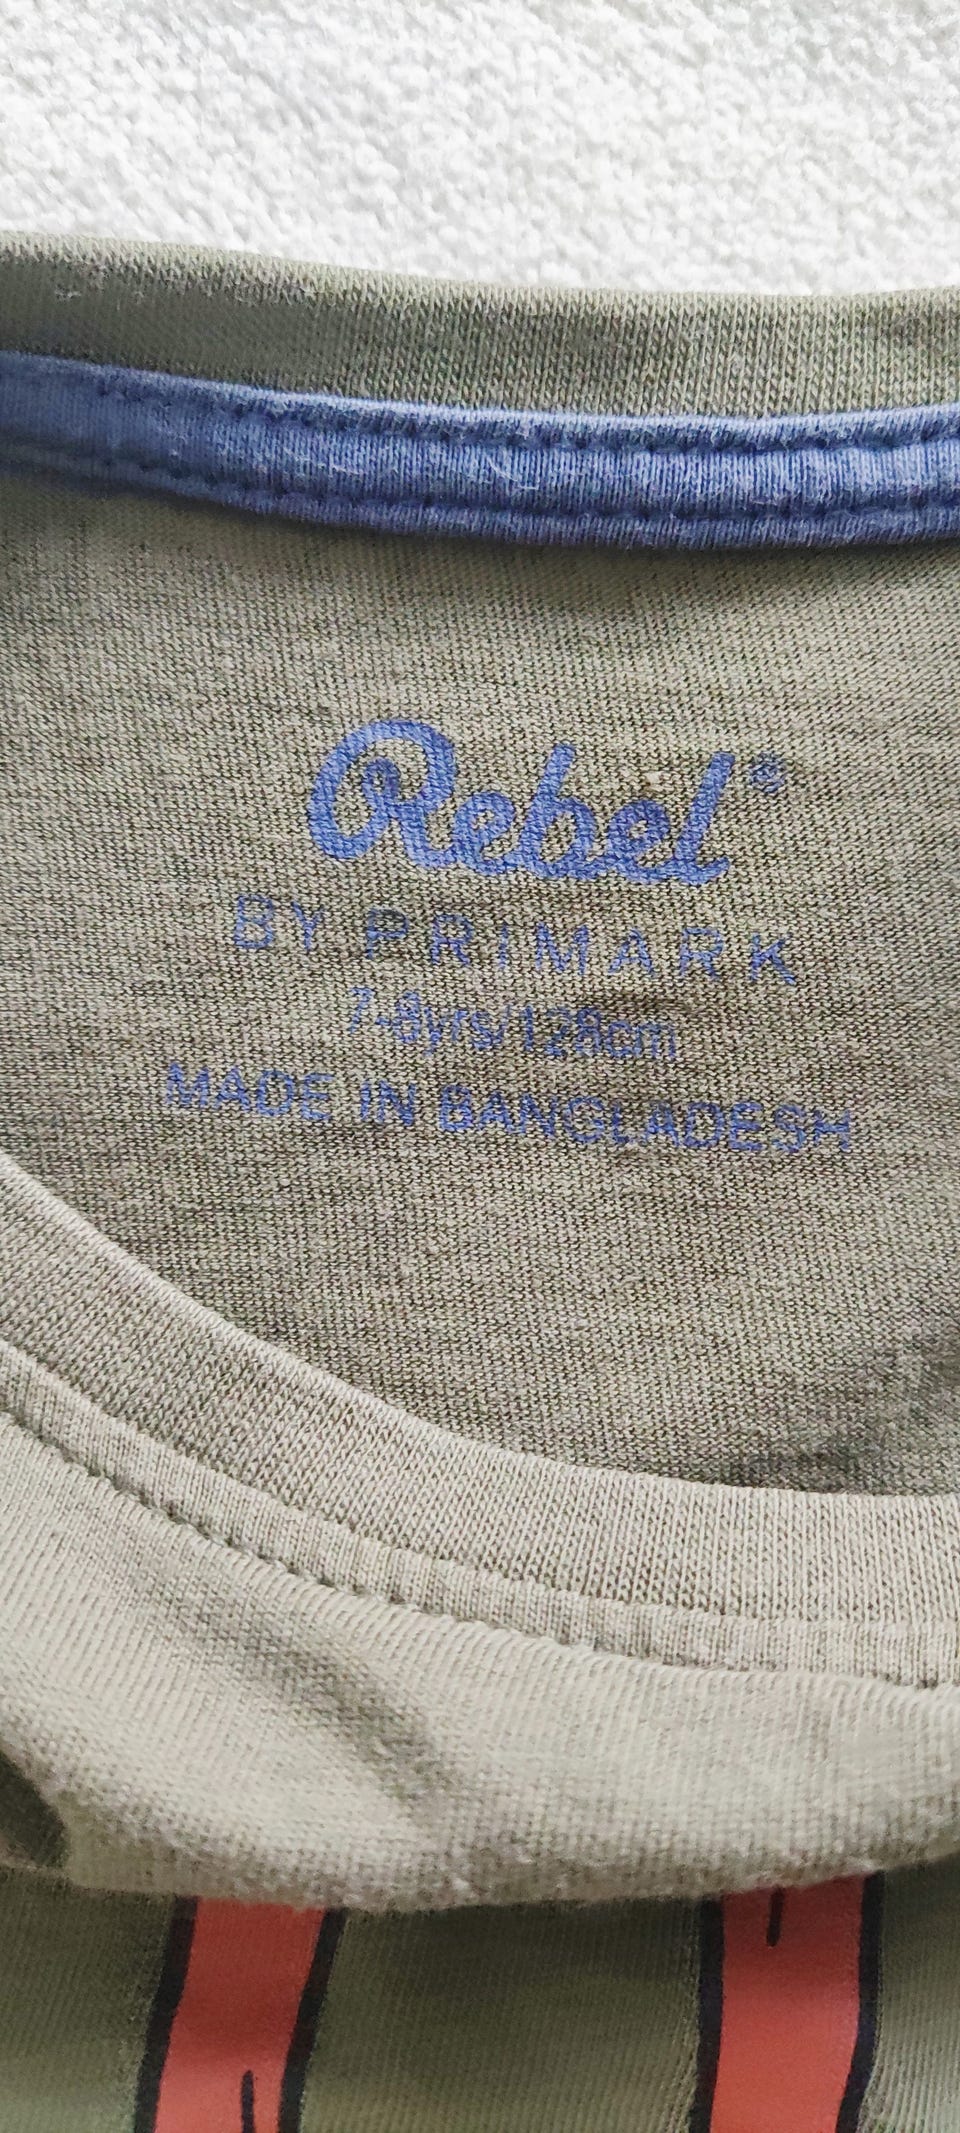 Rebel®
BY PRIMARK
7-8yrs/128cm
MADE IN BANGLADESH